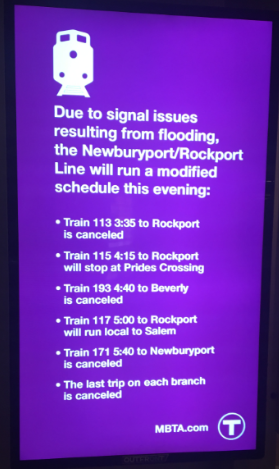 Due to signal issues
resulting from flooding,
the Newburyport/Rockport
Line will run a modified
schedule this evening:
• Train 113 3:35 to Rockport
is canceled
• Train 115 4:15 to Rockport
will stop at Prides Crossing
• Train 193 4:40 to Beverly
is canceled
• Train 117 5:00 to Rockport
will run local to Salem
• Train 171 5:40 to Newburyport
is canceled
• The last trip on each branch
is canceled
MBTA.com T